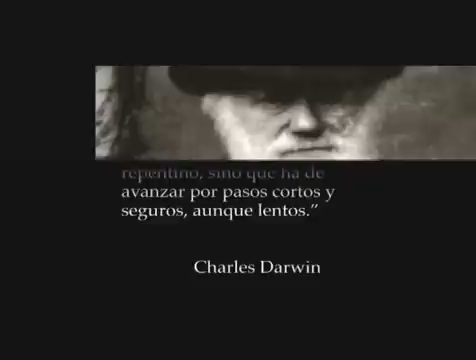 repentino, sino que ha de
avanzar por pasos cortos y
seguros, aunque lentos.”
Charles Darwin